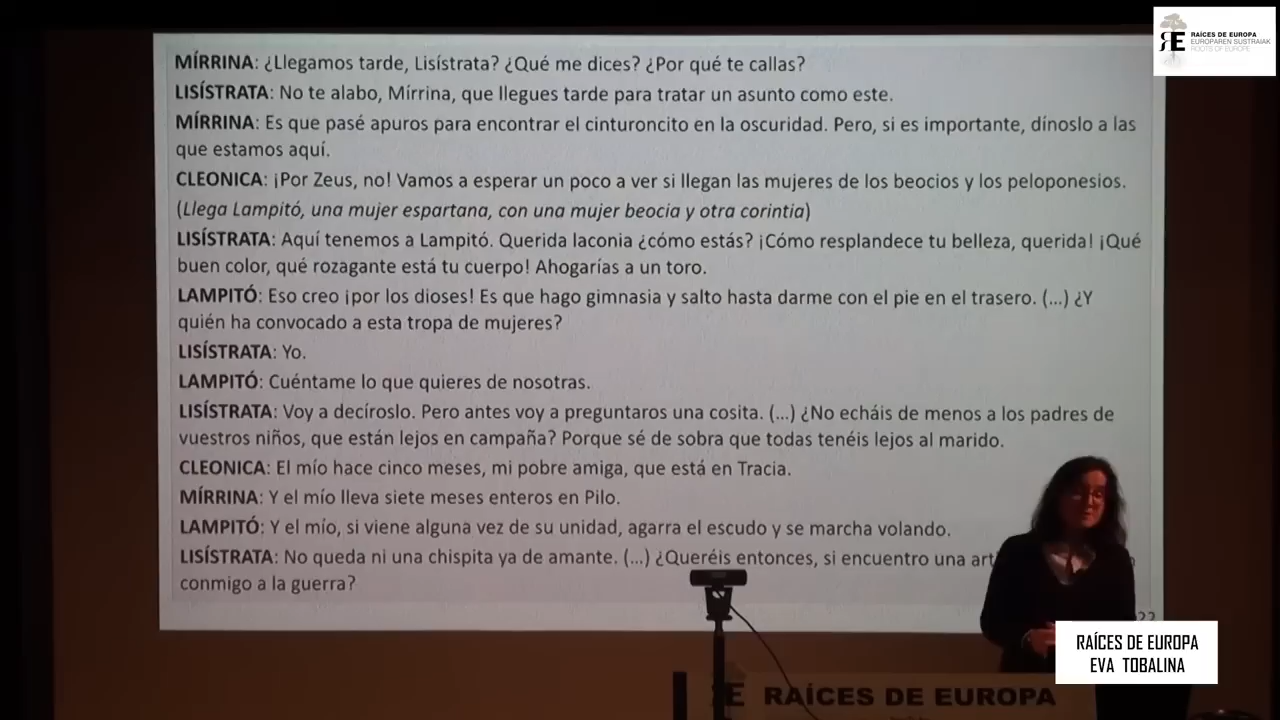 RAÍCES DE EUROPA
EUROPAREN SUSTRAIAK
ROOTS OF EUROPE
MÍRRINA: ¿Llegamos tarde, Lisístrata? ¿Qué me dices? ¿Por qué te callas?
LISÍSTRATA: No te alabo, Mírrina, que llegues tarde para tratar un asunto como este.
MÍRRINA: Es que pasé apuros para encontrar el cinturoncito en la oscuridad. Pero, si es importante, dínoslo a las
que estamos aquí.
CLEONICA: ¡Por Zeus, no! Vamos a esperar un poco a ver si llegan las mujeres de los beocios y los peloponesios.
(Llega Lampitó, una mujer espartana, con una mujer beocia y otra corintia)
LISÍSTRATA: Aquí tenemos a Lampitó. Querida laconia ¿cómo estás? ¡Cómo resplandece tu belleza, querida! ¡Qué
buen color, qué rozagante está tu cuerpo! Ahogarías a un toro.
LAMPITÓ: Eso creo ¡por los dioses! Es que hago gimnasia y salto hasta darme con el pie en el trasero. (...) ¿Y
quién ha convocado a esta tropa de mujeres?
LISÍSTRATA: Yo.
LAMPITÓ: Cuéntame lo que quieres de nosotras.
LISÍSTRATA: Voy a decíroslo. Pero antes voy a preguntaros una cosita. (...) ¿No echáis de menos a los padres de
vuestros niños, que están lejos en campaña? Porque sé de sobra que todas tenéis lejos al marido.
CLEONICA: El mío hace cinco meses, mi pobre amiga, que está en Tracia.
MÍRRINA: Y el mío lleva siete meses enteros en Pilo.
LAMPITÓ: Y el mío, si viene alguna vez de su unidad, agarra el escudo y se marcha volando.
LISÍSTRATA: No queda ni una chispita ya de amante. (...) ¿Queréis entonces, si encuentro una
conmigo a la guerra?
22
RAÍCES DE EUROPA
EVA TOBALINA
RAÍCES DE EUROPA